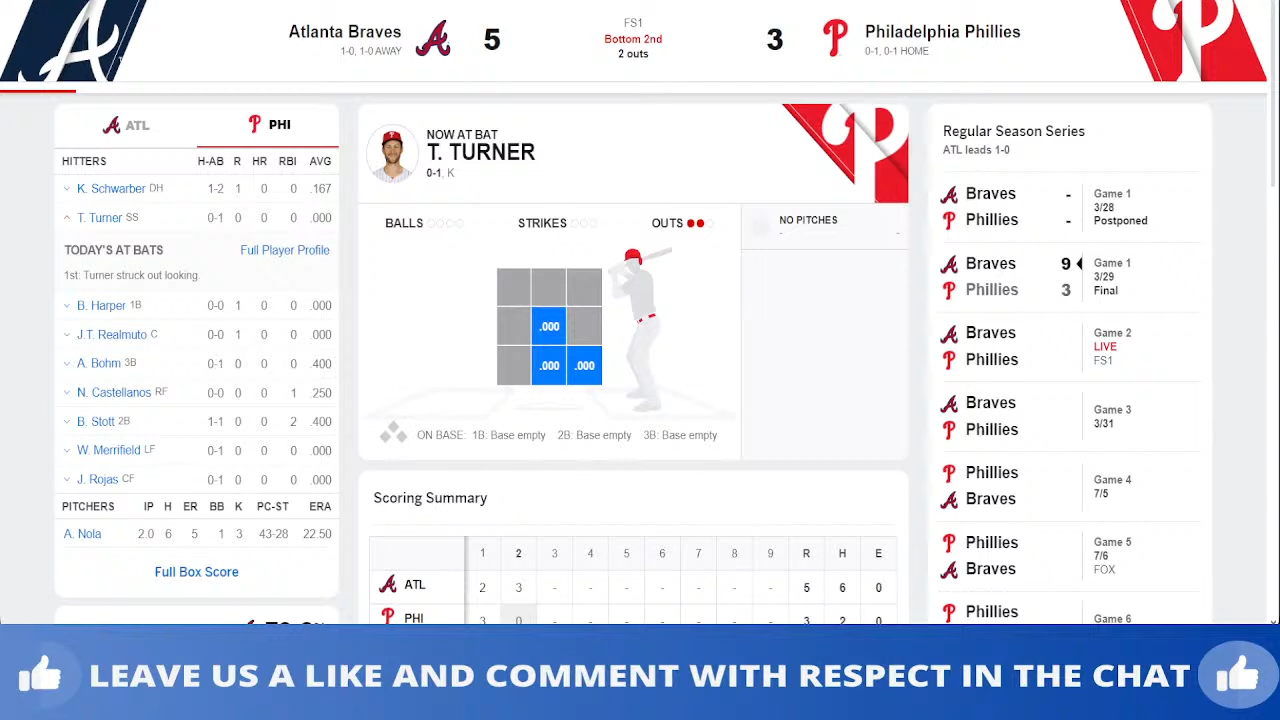 Atlanta Braves
1-0, 1-0 AWAY
5
FS1
Bottom 2nd
2 outs
3
Philadelphia Phillies
0-1, 0-1 HOME
ATL
PHI
HITTERS H-AB R HR RBI AVG
K. Schwarber DH 1-2 1 0 0 .167
T. Turner SS 0-1 0 0 0 .000
TODAY'S AT BATS Full Player Profile
1st: Turner struck out looking.
B. Harper 1B 0-0 1 0 0 .000
J.T. Realmuto C 0-0 1 0 0 .000
A. Bohm 3B 0-1 0 0 0 .400
N. Castellanos RF 0-0 0 0 1 .250
B. Stott 2B 1-1 0 0 2 .400
W. Merrifield LF 0-1 0 0 0 .000
J. Rojas CF 0-1 0 0 0 .000
PITCHERS IP H ER BB K PC-ST ERA
A. Nola 2.0 6 5 1 3 43-28 22.50
Full Box Score
NOW AT BAT
T. TURNER
0-1, K
BALLS STRIKES OUTS
NO PITCHES
- -
.000
.000 .000
ON BASE: 1B: Base empty 2B: Base empty 3B: Base empty
Scoring Summary
1 2 3 4 5 6 7 8 9 R H E
ATL 2 3 - - - - - - - 5 6 0
PHI 3 0 - - - - - - - 3 2 0
Regular Season Series
ATL leads 1-0
Braves - Game 1
3/28
Phillies - Postponed
Braves 9 Game 1
3/29
Phillies 3 Final
Braves Game 2
LIVE
Phillies FS1
Braves Game 3
Phillies 3/31
Phillies Game 4
Braves 7/5
Phillies Game 5
7/6
Braves FOX
Phillies Game 6
LEAVE US A LIKE AND COMMENT WITH RESPECT IN THE CHAT